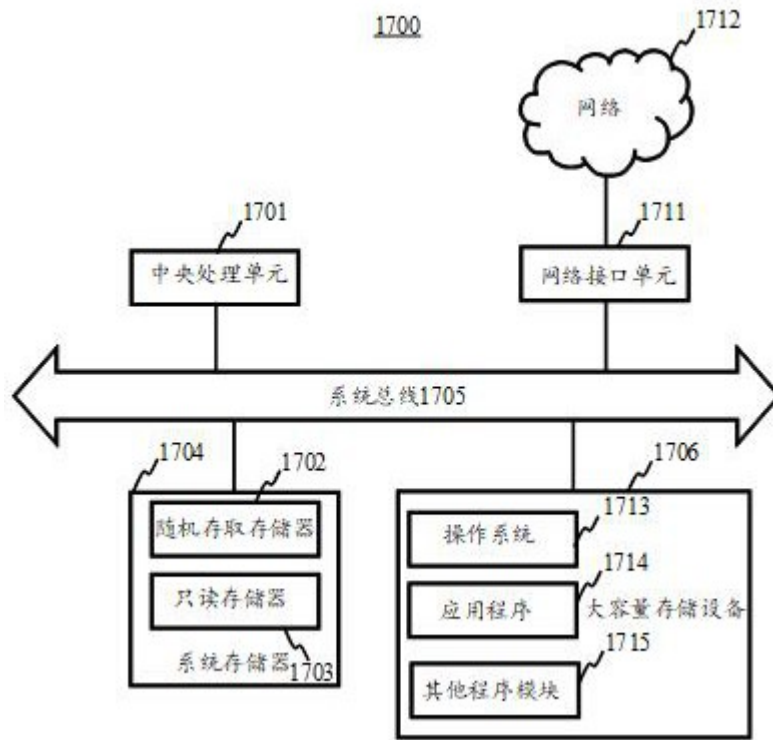 1700
1712
网络
1701
1711
中央处理单元
网络接口单元
系统总线1705
1704
1702
1706
随机存取存储器
1713
操作系统
只读存储器
1714
应用程序
大容量存储设备
系统存储器
1703
1715
其他程序模块